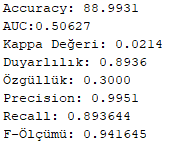 Accuracy: 88.9931
AUC:0.50627
Kappa Değeri: 0.0214
Duyarlılık: 0.8936
Özgüllük: 0.3000
Precision: 0.9951
Recall: 0.893644
F-Ölçümü: 0.941645